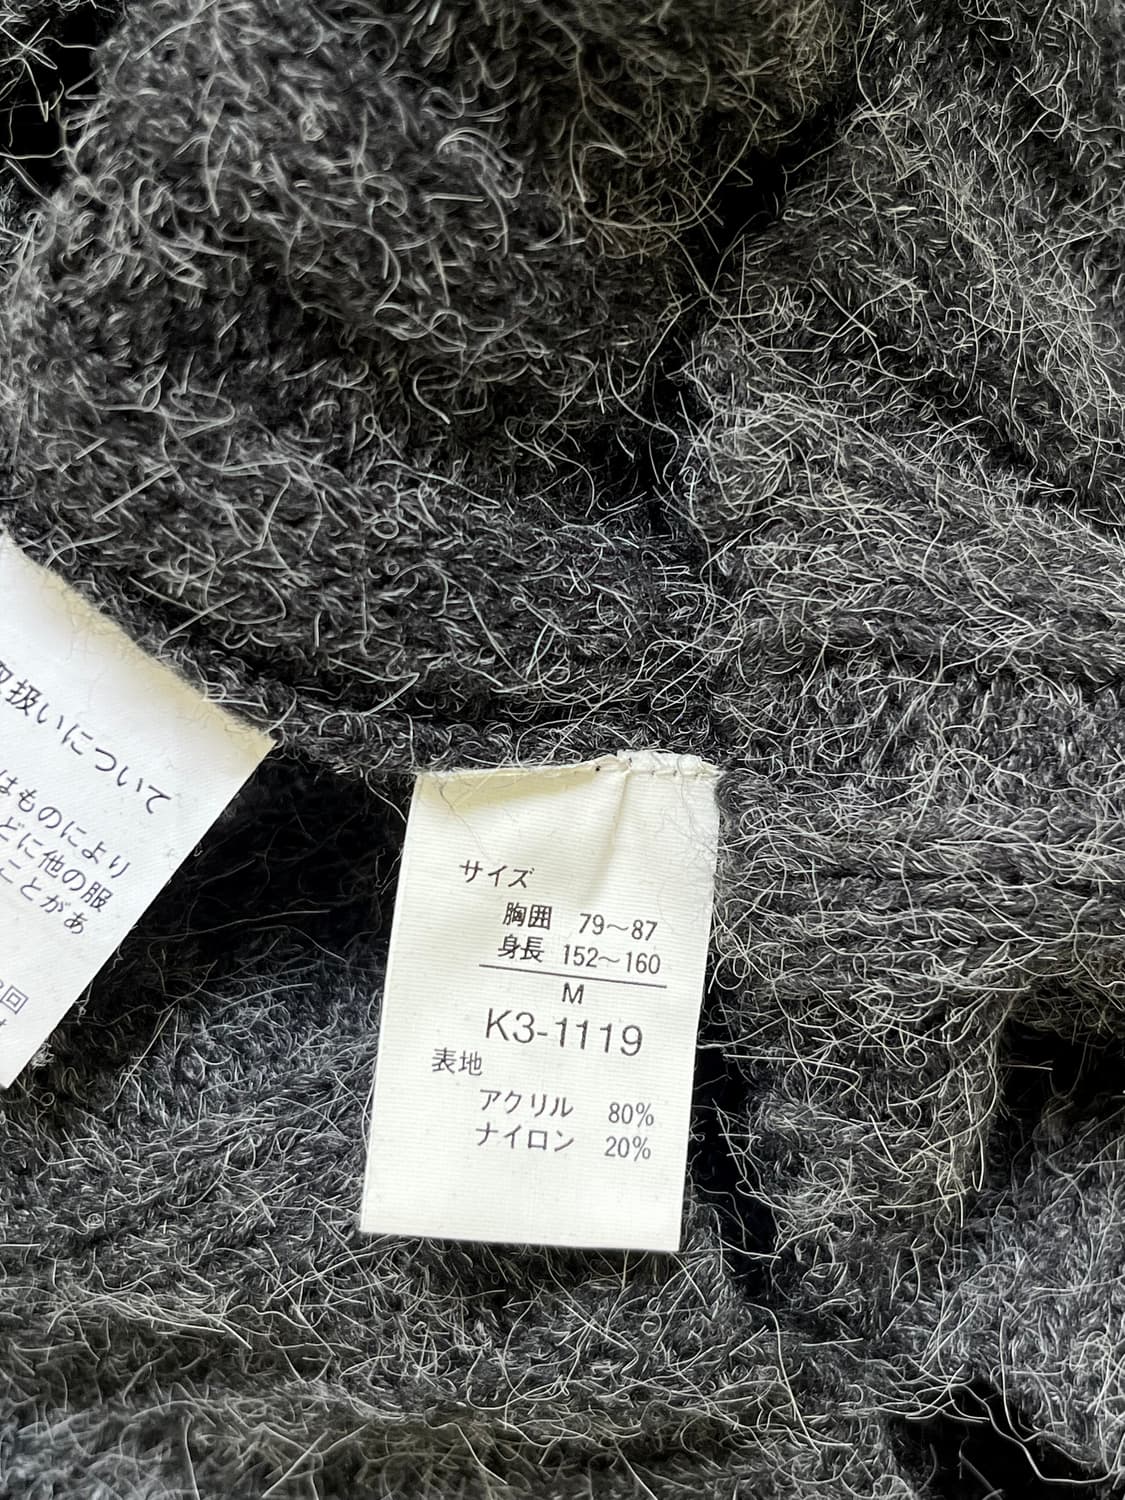 取扱いについて
はものにより
どに他の服
ことがあ
回
サイズ
胸囲 79～87
身長 152～160
M
K3-1119
表地
アクリル 80%
ナイロン 20%